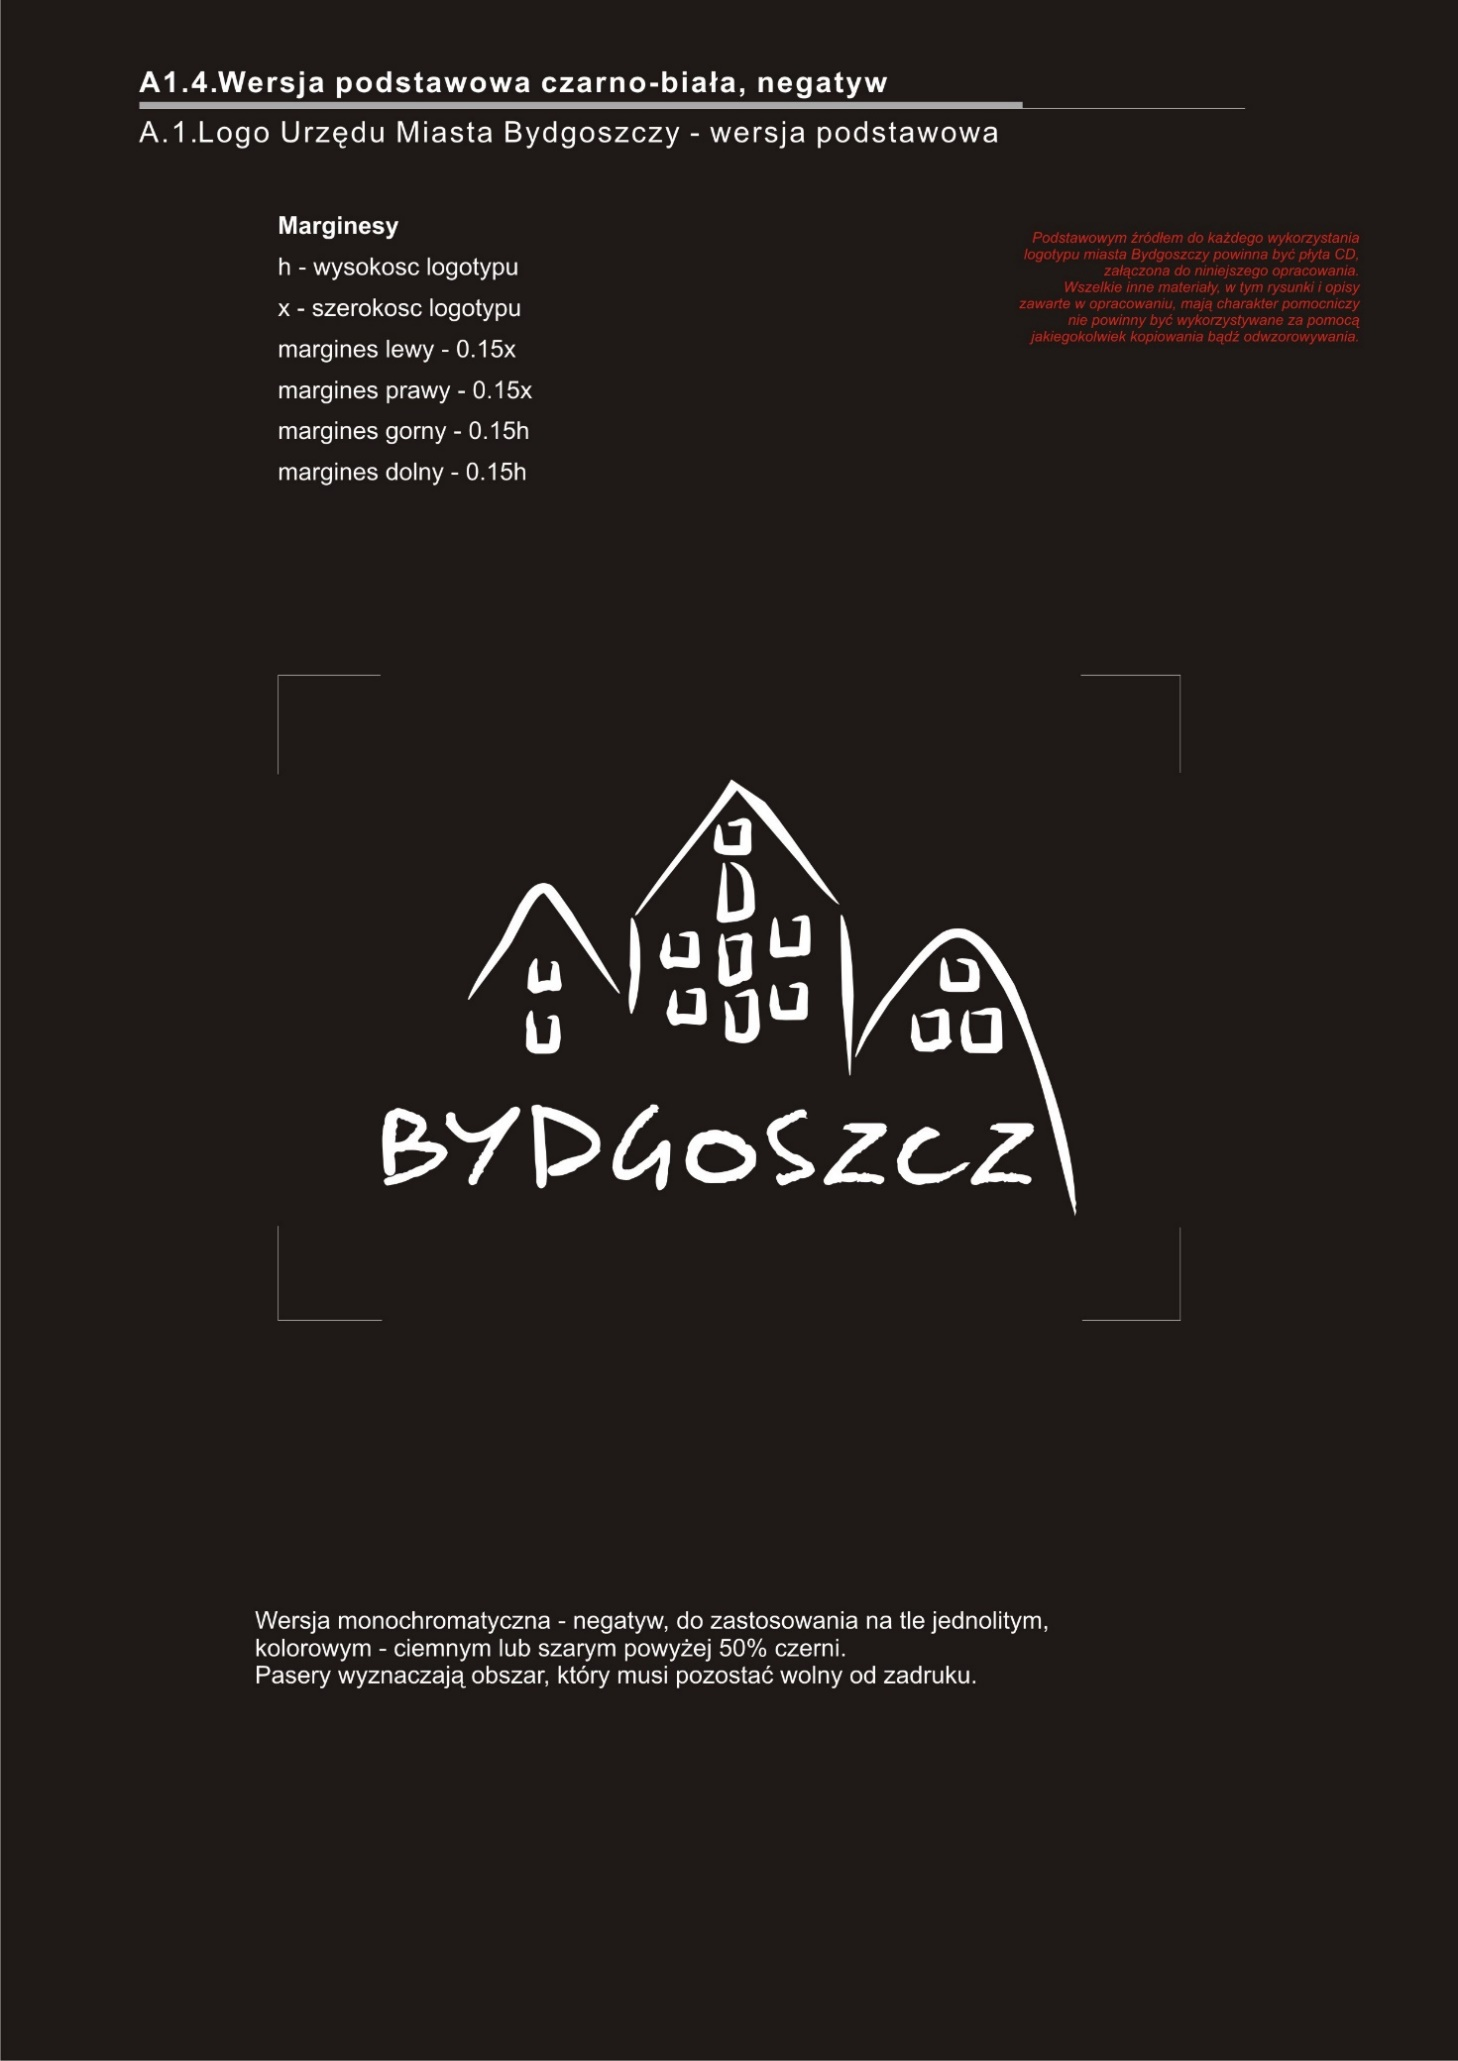 A1.4.Wersja podstawowa czarno-biała, negatyw
A.1.Logo Urzędu Miasta Bydgoszczy - wersja podstawowa
Marginesy
h - wysokosc logotypu
x - szerokosc logotypu
margines lewy - 0.15x
margines prawy - 0.15x
margines gorny - 0.15h
margines dolny - 0.15h
Podstawowym źródłem do każdego wykorzystania
logotypu miasta Bydgoszczy powinna być płyta CD,
załączona do niniejszego opracowania.
Wszelkie inne materiały, w tym rysunki i opisy
zawarte w opracowaniu, mają charakter pomocniczy
nie powinny być wykorzystywane za pomocą
jakiegokolwiek kopiowania bądż odwzorowywania.
BYDGOSZCZ
Wersja monochromatyczna - negatyw, do zastosowania na tle jednolitym,
kolorowym - ciemnym lub szarym powyżej 50% czerni.
Pasery wyznaczają obszar, który musi pozostać wolny od zadruku.